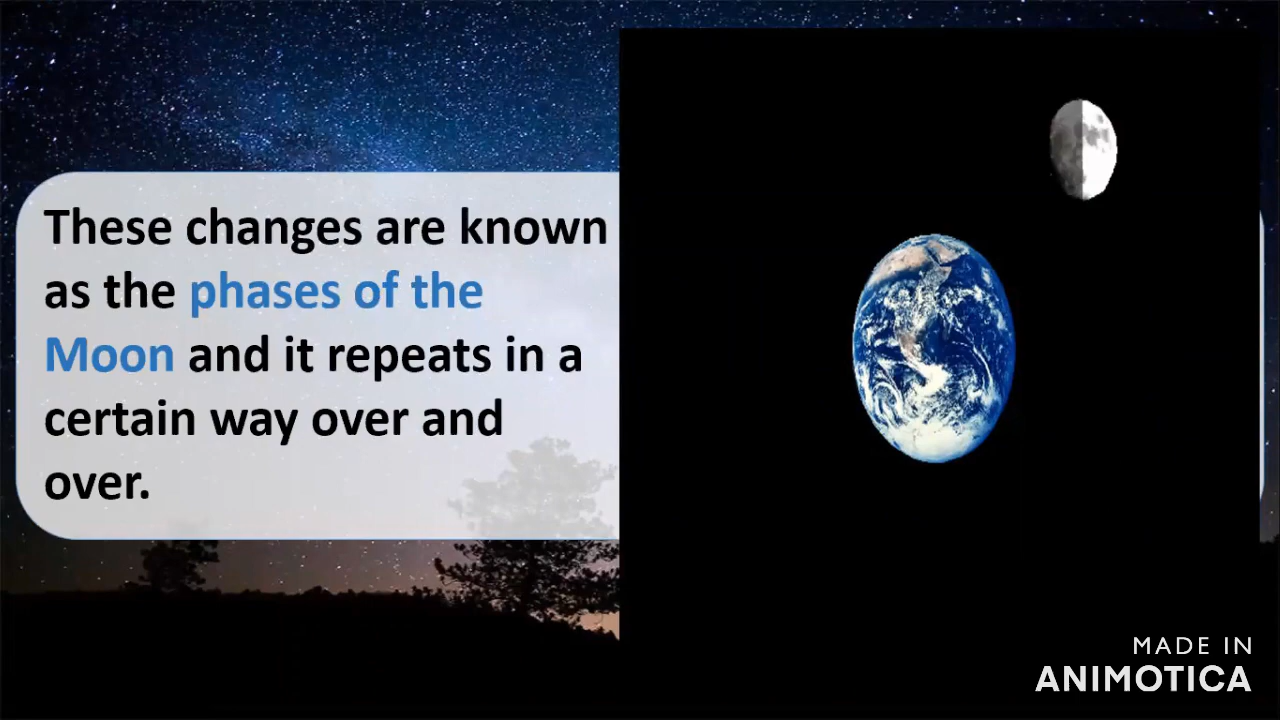 These changes are known
as the phases of the
Moon and it repeats in a
certain way over and
over.
MADE IN
ANIMOTICA